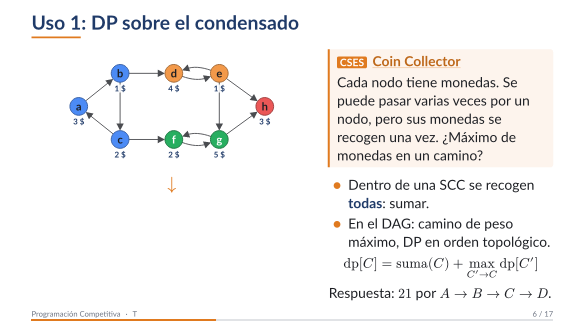 Uso 1: DP sobre el condensado
b
1 $
d
4 $
e
1 $
a
3 $
h
3 $
c
2 $
f
2 $
g
5 $
↓
CSES Coin Collector
Cada nodo tiene monedas. Se
puede pasar varias veces por un
nodo, pero sus monedas se
recogen una vez. ¿Máximo de
monedas en un camino?
Dentro de una SCC se recogen
todas: sumar.
En el DAG: camino de peso
máximo, DP en orden topológico.
dp[C] = suma(C) + max dp[C′]
C′→C
Respuesta: 21 por A → B → C → D.
Programación Competitiva · T
6 / 17